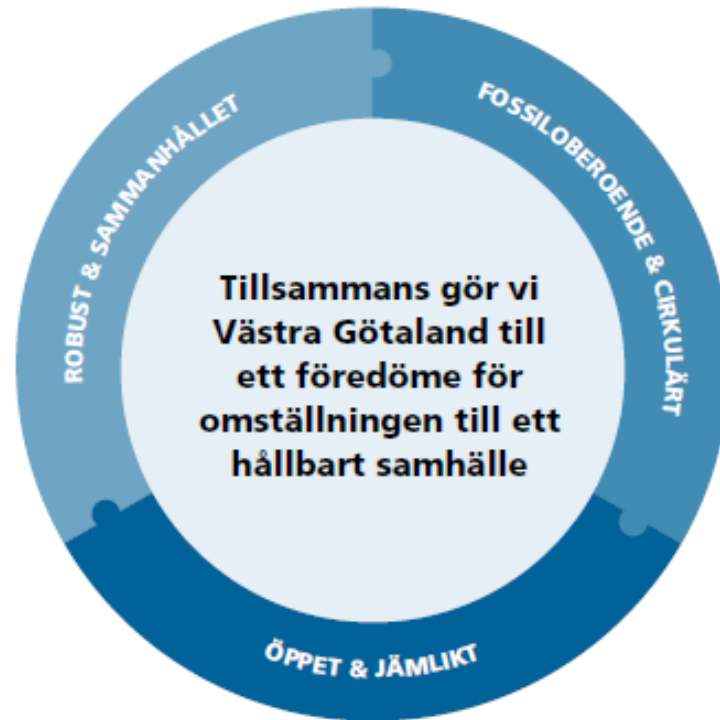 ROBUST & SAMMANHÅLLET
FOSSILOBEROENDE & CIRKULÄRT
Tillsammans gör vi
Västra Götaland till
ett föredöme för
omställningen till ett
hållbart samhälle
ÖPPET & JÄMLIKT